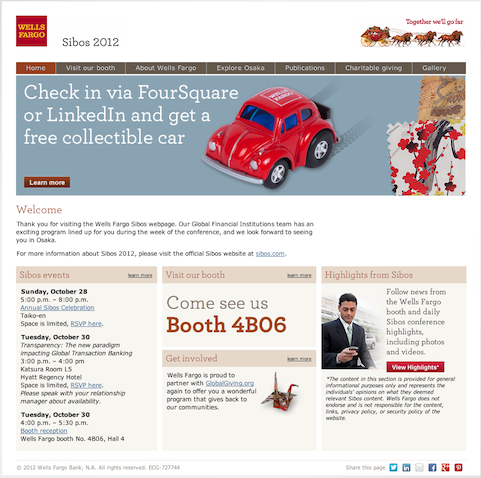 WELLS
FARGO
Sibos 2012
Together we'll go far
Home
Visit our booth
About Wells Fargo
Explore Osaka
Publications
Charitable giving
Gallery
Check in via FourSquare
or LinkedIn and get a
free collectible car
Learn more
Welcome
Thank you for visiting the Wells Fargo Sibos webpage. Our Global Financial Institutions team has an
exciting program lined up for you during the week of the conference, and we look forward to seeing
you in Osaka.
For more information about Sibos 2012, please visit the official Sibos website at sibos.com.
Sibos events
learn more
Sunday, October 28
5:00 p.m. – 8:00 p.m.
Annual Sibos Celebration
Taiko-en
Space is limited, RSVP here.
Tuesday, October 30
Transparency: The new paradigm
impacting Global Transaction Banking
3:00 p.m. – 4:00 pm
Katsura Room L5
Hyatt Regency Hotel
Space is limited, RSVP here.
Please speak with your relationship
manager about availability.
Tuesday, October 30
4:00 p.m. – 5:30 p.m.
Booth reception
Wells Fargo booth No. 4B06, Hall 4
Visit our booth
learn more
Come see us
Booth 4B06
Get involved
learn more
Wells Fargo is proud to
partner with GlobalGiving.org
again to offer you a wonderful
program that gives back to
our communities.
Highlights from Sibos
Follow news from
the Wells Fargo
booth and daily
Sibos conference
highlights,
including photos
and videos.
View Highlights*
*The content in this section is provided for general
informational purposes only and represents the
individuals' opinions on what they deemed
relevant Sibos content. Wells Fargo does not
endorse and is not responsible for the content,
links, privacy policy, or security policy of the
website.
© 2012 Wells Fargo Bank, N.A. All rights reserved. ECG-727744
Share this page